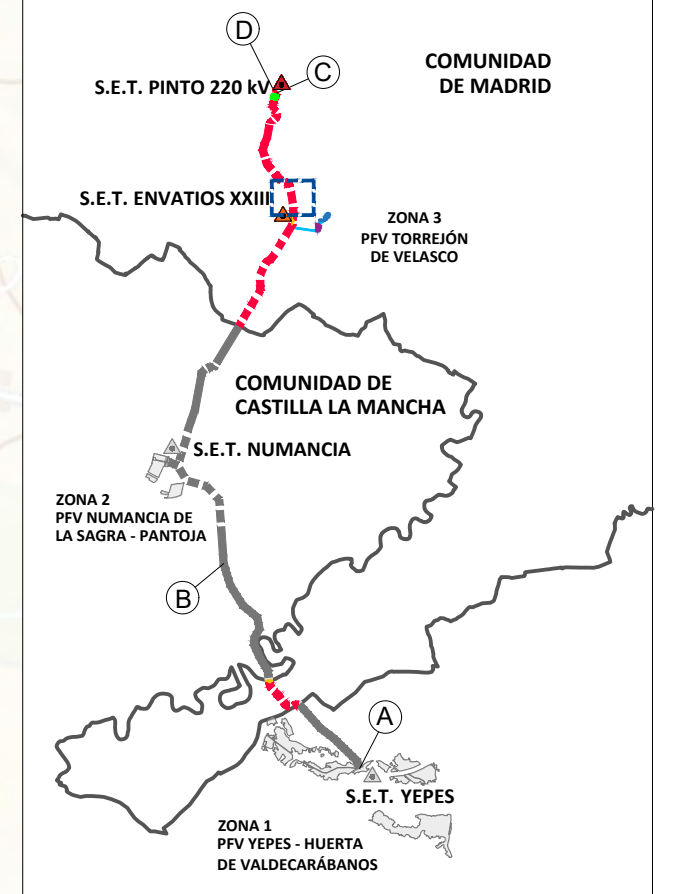 D
C
COMUNIDAD
DE MADRID
S.E.T. PINTO 220 kV
S.E.T. ENVATIOS XXIII
ZONA 3
PFV TORREJÓN
DE VELASCO
COMUNIDAD DE
CASTILLA LA MANCHA
S.E.T. NUMANCIA
ZONA 2
PFV NUMANCIA DE
LA SAGRA - PANTOJA
B
A
S.E.T. YEPES
ZONA 1
PFV YEPES - HUERTA
DE VALDECARÁBANOS